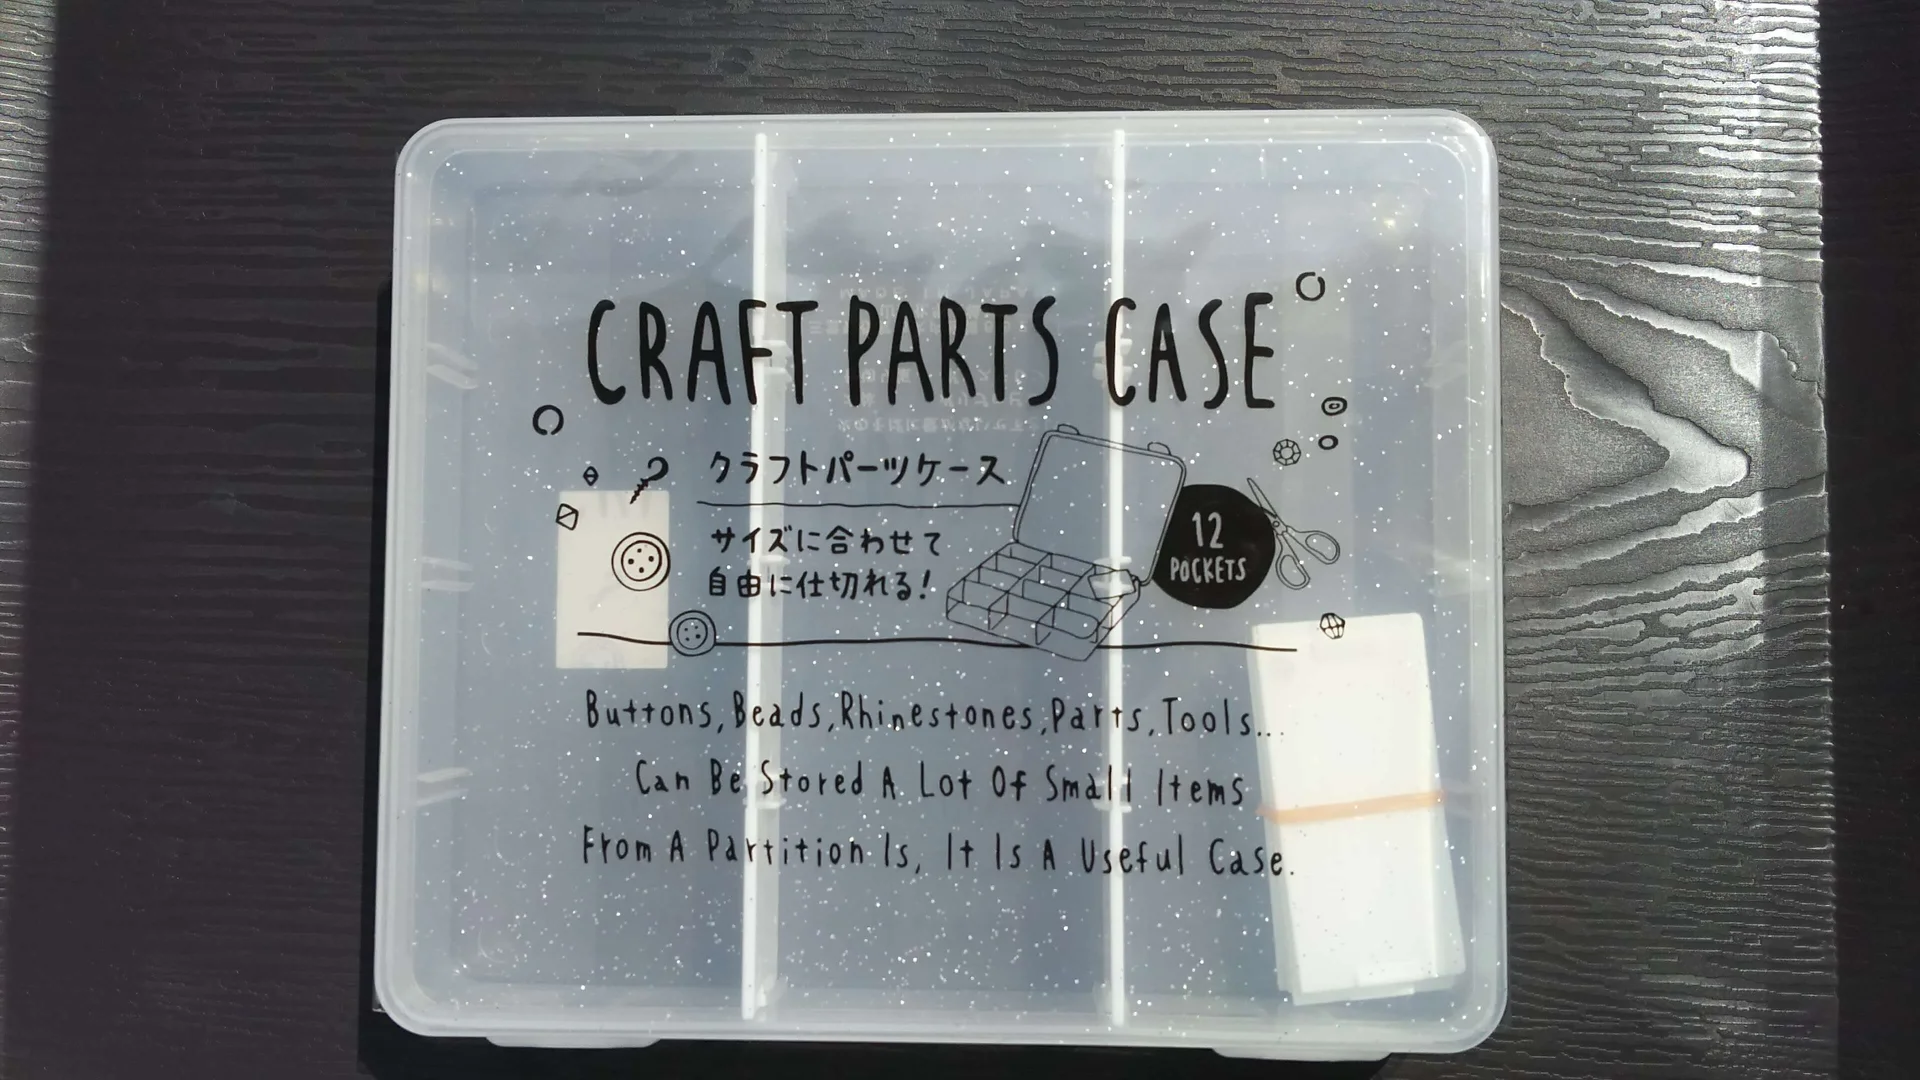 CRAFT PARTS CASE
クラフトパーツケース
サイズに合わせて
自由に仕切れる!
12
POCKETS
Buttons,Beads,Rhinestones,Parts,Tools...
Can Be Stored A Lot Of Small Items
From A Partition Is, It Is A Useful Case.